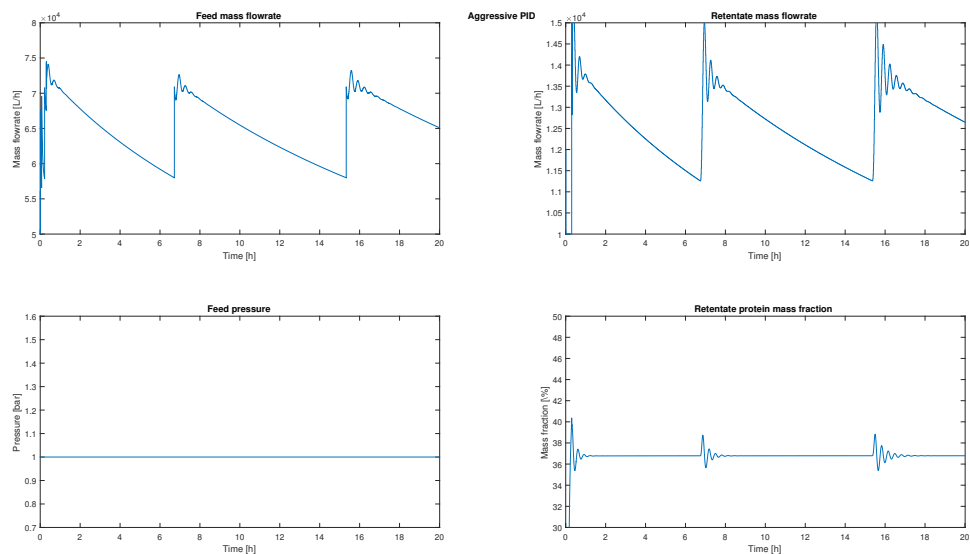 Aggressive PID
Feed mass flowrate
×10⁴
8
7.5
7
6.5
6
5.5
5
Mass flowrate [L/h]
0 2 4 6 8 10 12 14 16 18 20
Time [h]
Retentate mass flowrate
×10⁴
1.5
1.45
1.4
1.35
1.3
1.25
1.2
1.15
1.1
1.05
1
Mass flowrate [L/h]
0 2 4 6 8 10 12 14 16 18 20
Time [h]
Feed pressure
1.6
1.5
1.4
1.3
1.2
1.1
1
0.9
0.8
0.7
Pressure [bar]
0 2 4 6 8 10 12 14 16 18 20
Time [h]
Retentate protein mass fraction
50
48
46
44
42
40
38
36
34
32
30
Mass fraction [\%]
0 2 4 6 8 10 12 14 16 18 20
Time [h]